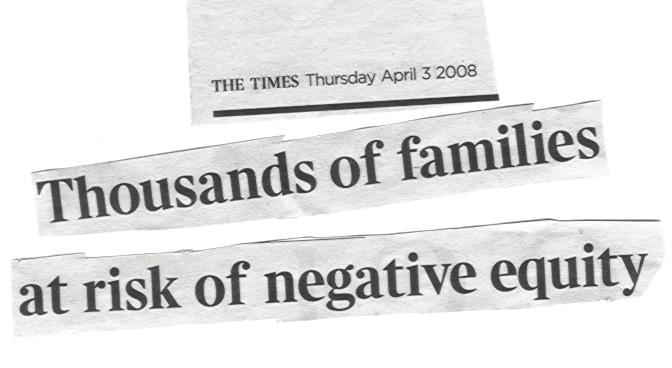 THE TIMES Thursday April 3 2008
Thousands of families
at risk of negative equity